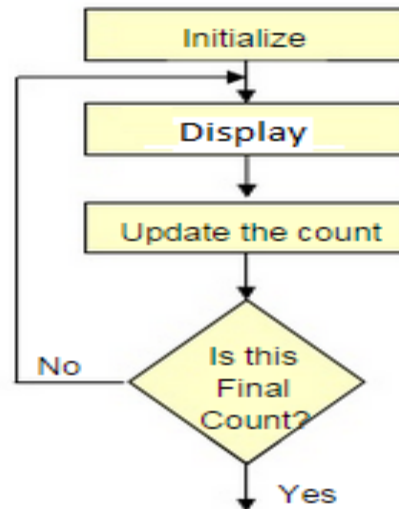 Initialize
Display
Update the count
Is this
Final
Count?
No
Yes